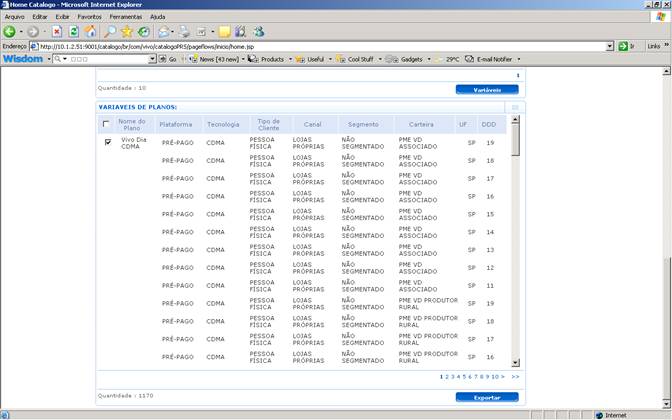 Home Catalogo - Microsoft Internet Explorer
Arquivo Editar Exibir Favoritos Ferramentas Ajuda
Endereço http://10.1.2.51:9001/catalogo/br/com/vivo/catalogoPRS/pageflows/inicio/home.jsp Ir Links »
Wisdom Go News [43 new] Products Useful Cool Stuff Gadgets 29°C E-mail Notifier
1
Quantidade : 10 Variáveis
VARIAVEIS DE PLANOS:
Nome do Plano Plataforma Tecnologia Tipo de Cliente Canal Segmento Carteira UF DDD
Vivo Dia CDMA PRÉ-PAGO CDMA PESSOA FÍSICA LOJAS PRÓPRIAS NÃO SEGMENTADO PME VD ASSOCIADO SP 19
PRÉ-PAGO CDMA PESSOA FÍSICA LOJAS PRÓPRIAS NÃO SEGMENTADO PME VD ASSOCIADO SP 18
PRÉ-PAGO CDMA PESSOA FÍSICA LOJAS PRÓPRIAS NÃO SEGMENTADO PME VD ASSOCIADO SP 17
PRÉ-PAGO CDMA PESSOA FÍSICA LOJAS PRÓPRIAS NÃO SEGMENTADO PME VD ASSOCIADO SP 16
PRÉ-PAGO CDMA PESSOA FÍSICA LOJAS PRÓPRIAS NÃO SEGMENTADO PME VD ASSOCIADO SP 15
PRÉ-PAGO CDMA PESSOA FÍSICA LOJAS PRÓPRIAS NÃO SEGMENTADO PME VD ASSOCIADO SP 14
PRÉ-PAGO CDMA PESSOA FÍSICA LOJAS PRÓPRIAS NÃO SEGMENTADO PME VD ASSOCIADO SP 13
PRÉ-PAGO CDMA PESSOA FÍSICA LOJAS PRÓPRIAS NÃO SEGMENTADO PME VD ASSOCIADO SP 12
PRÉ-PAGO CDMA PESSOA FÍSICA LOJAS PRÓPRIAS NÃO SEGMENTADO PME VD ASSOCIADO SP 11
PRÉ-PAGO CDMA PESSOA FÍSICA LOJAS PRÓPRIAS NÃO SEGMENTADO PME VD PRODUTOR RURAL SP 19
PRÉ-PAGO CDMA PESSOA FÍSICA LOJAS PRÓPRIAS NÃO SEGMENTADO PME VD PRODUTOR RURAL SP 18
PRÉ-PAGO CDMA PESSOA FÍSICA LOJAS PRÓPRIAS NÃO SEGMENTADO PME VD PRODUTOR RURAL SP 17
PRÉ-PAGO CDMA PESSOA FÍSICA LOJAS PRÓPRIAS NÃO SEGMENTADO PME VD PRODUTOR RURAL SP 16
1 2 3 4 5 6 7 8 9 10 > >>
Quantidade : 1170 Exportar
Internet